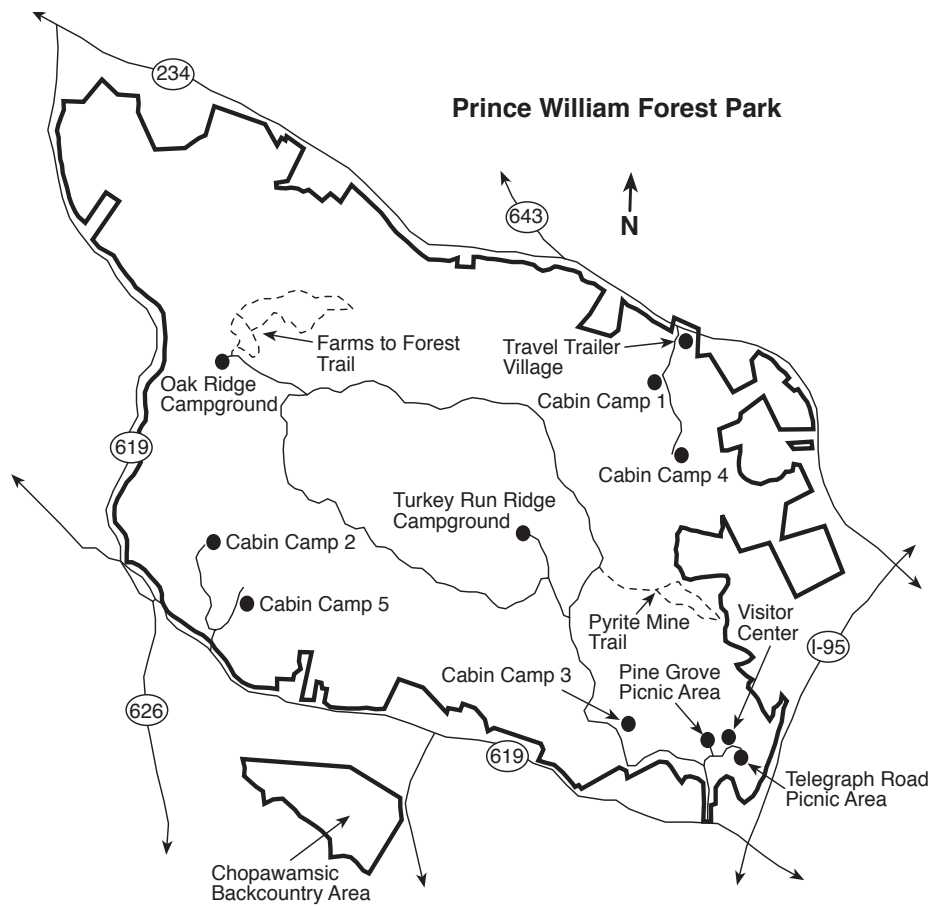 234
Prince William Forest Park
643
N
Farms to Forest
Trail
Travel Trailer
Village
Oak Ridge
Campground
Cabin Camp 1
619
Cabin Camp 4
Turkey Run Ridge
Campground
Cabin Camp 2
Cabin Camp 5
Pyrite Mine
Trail
Visitor
Center
I-95
Cabin Camp 3
Pine Grove
Picnic Area
626
619
Telegraph Road
Picnic Area
Chopawamsic
Backcountry Area